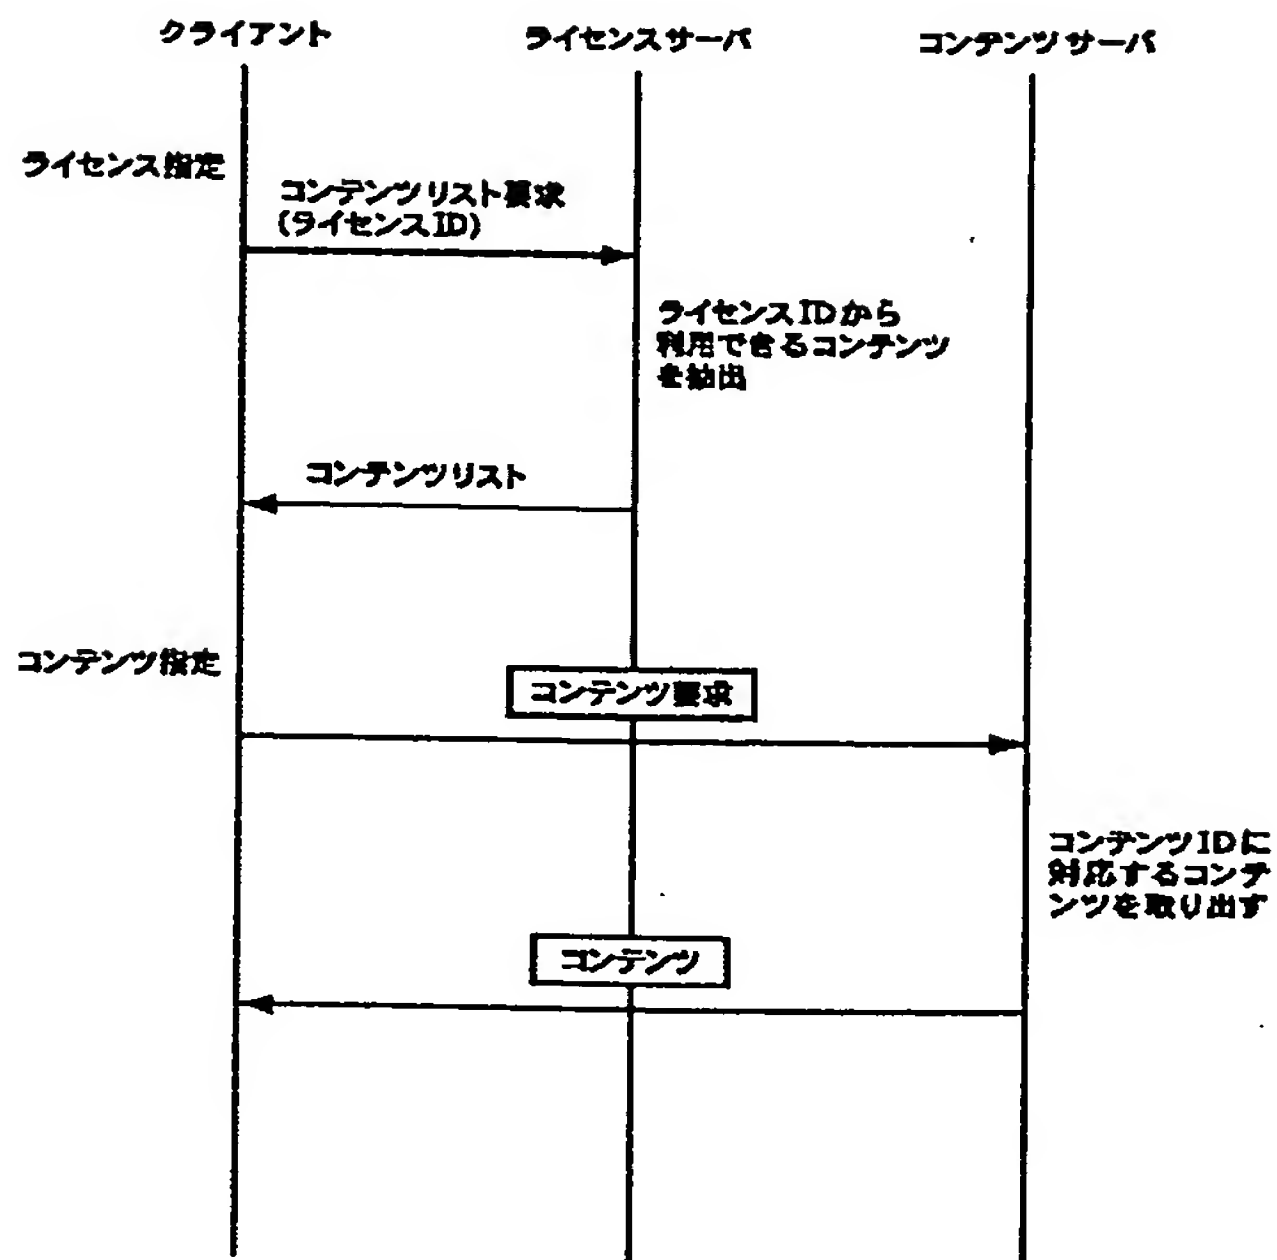 クライアント
ライセンスサーバ
コンテンツサーバ
ライセンス指定
コンテンツリスト要求
(ライセンスID)
ライセンスIDから
利用できるコンテンツ
を抽出
コンテンツリスト
コンテンツ指定
コンテンツ要求
コンテンツIDに
対応するコンテ
ンツを取り出す
コンテンツ